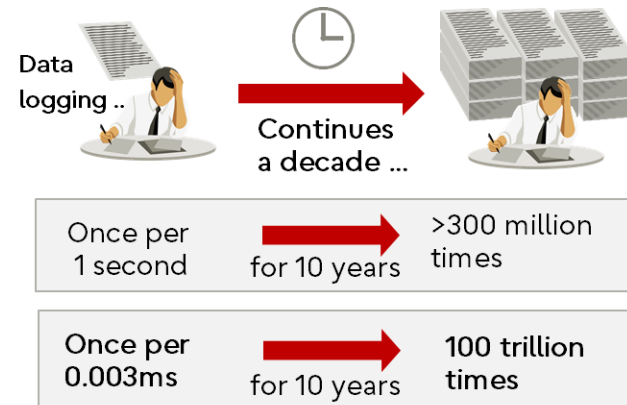 Data
logging ..
Continues
a decade ...
Once per
1 second
for 10 years
>300 million
times
Once per
0.003ms
for 10 years
100 trillion
times